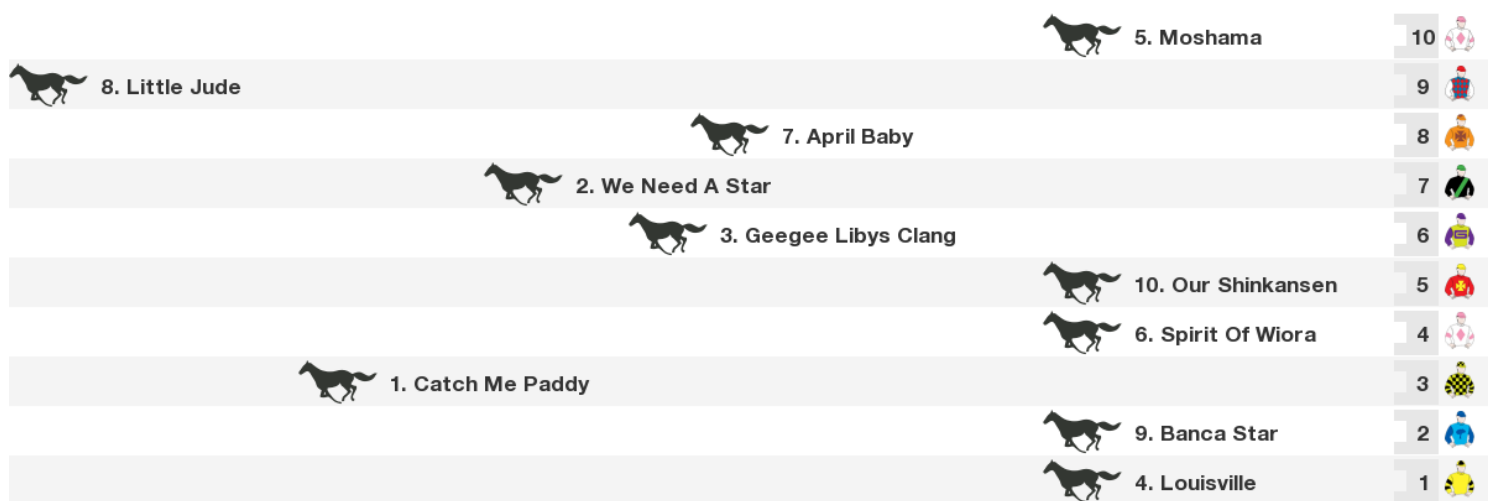 5. Moshama 10
8. Little Jude 9
7. April Baby 8
2. We Need A Star 7
3. Geegee Libys Clang 6
10. Our Shinkansen 5
6. Spirit Of Wiora 4
1. Catch Me Paddy 3
9. Banca Star 2
4. Louisville 1